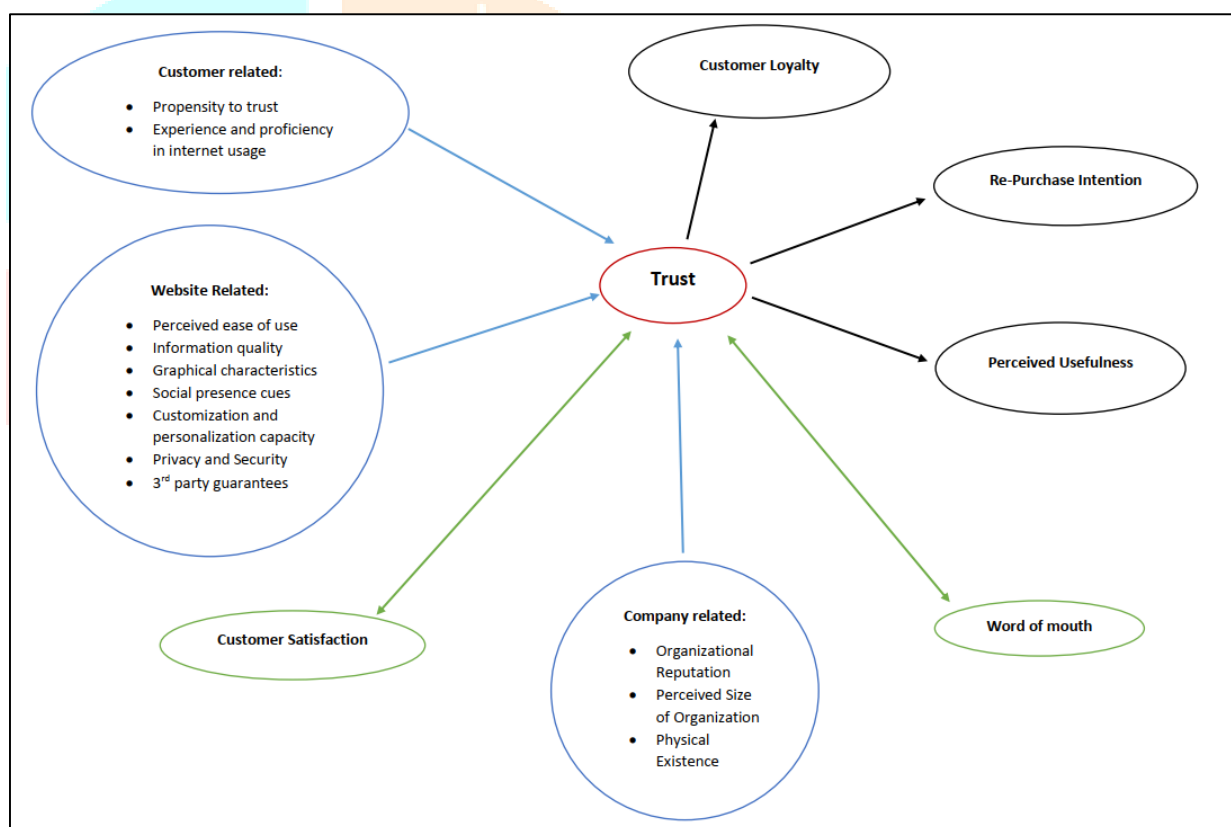 Customer related:
• Propensity to trust
• Experience and proficiency
in internet usage
Customer Loyalty
Re-Purchase Intention
Trust
Website Related:
• Perceived ease of use
• Information quality
• Graphical characteristics
• Social presence cues
• Customization and
personalization capacity
• Privacy and Security
• 3rd party guarantees
Perceived Usefulness
Customer Satisfaction
Company related:
• Organizational
Reputation
• Perceived Size
of Organization
• Physical
Existence
Word of mouth